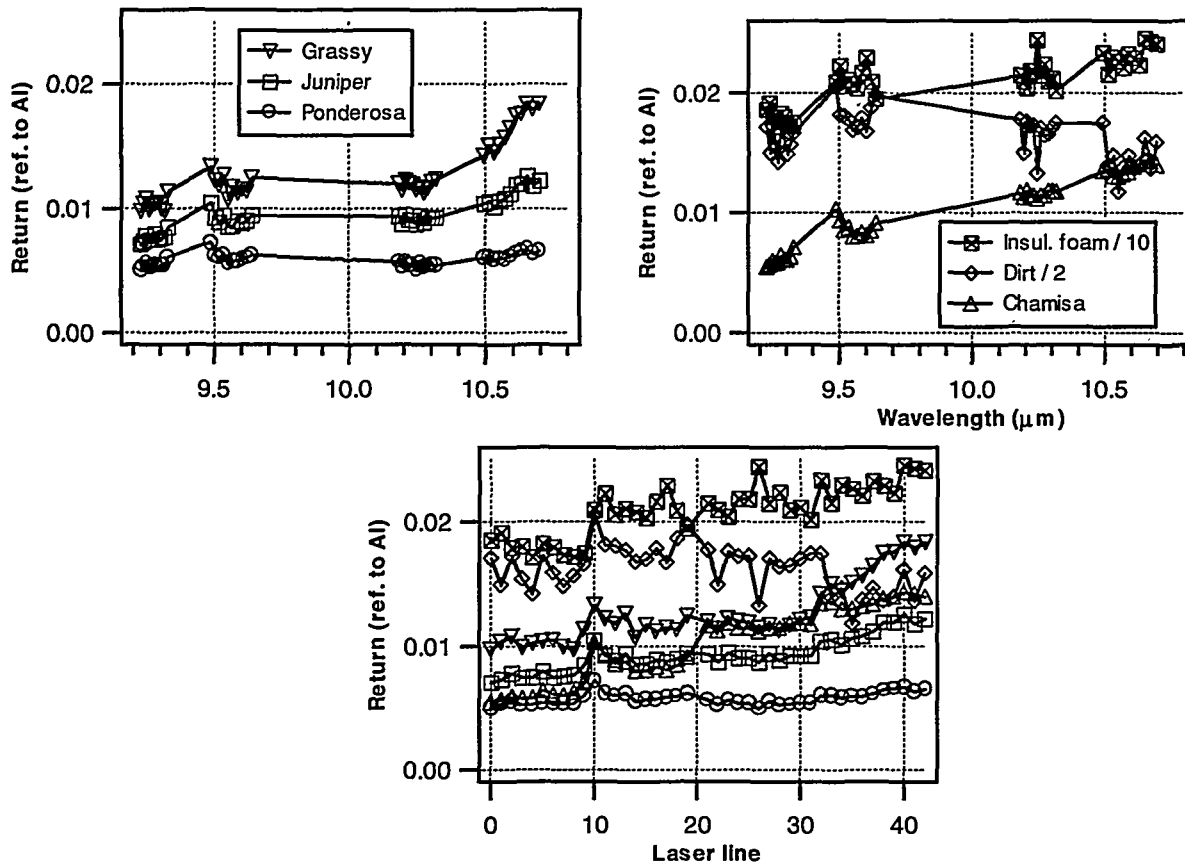 Return (ref. to Al)
0.02
0.01
0.00
Grassy
Juniper
Ponderosa
9.5
10.0
10.5
Return (ref. to Al)
0.02
0.01
0.00
Insul. foam / 10
Dirt / 2
Chamisa
9.5
10.0
10.5
Wavelength (μm)
Return (ref. to Al)
0.02
0.01
0.00
0
10
20
30
40
Laser line